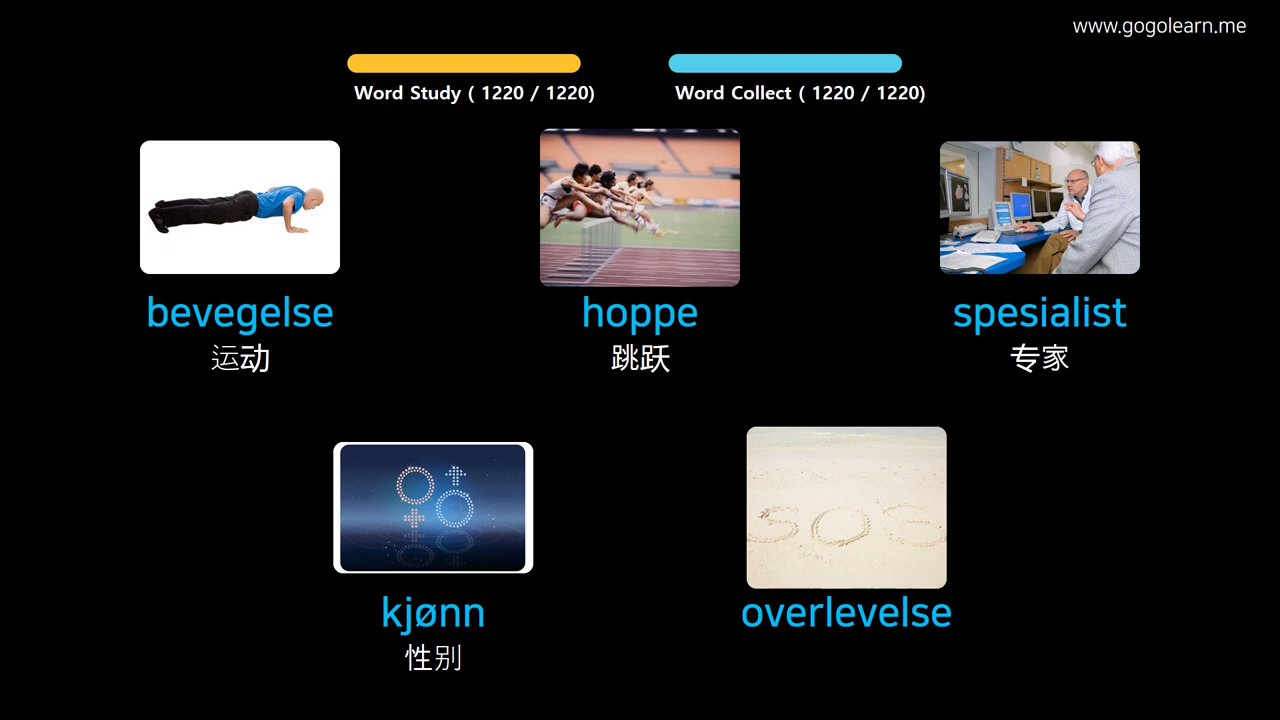 www.gogolearn.me
Word Study ( 1220 / 1220)
Word Collect ( 1220 / 1220)
bevegelse
运动
hoppe
跳跃
spesialist
专家
kjønn
性别
SOS
overlevelse